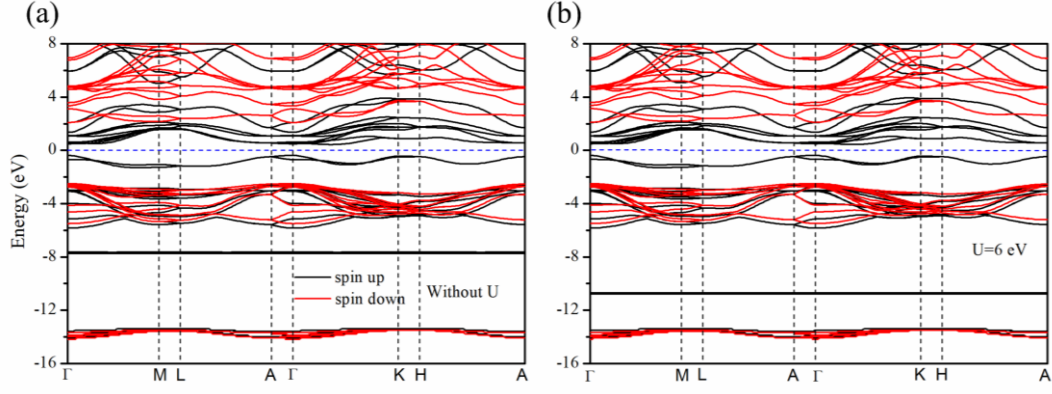 (a)
(b)
8
4
0
-4
-8
-12
-16
Energy (eV)
spin up
spin down
Without U
Γ M L A Γ K H A
8
4
0
-4
-8
-12
-16
U=6 eV
Γ M L A Γ K H A